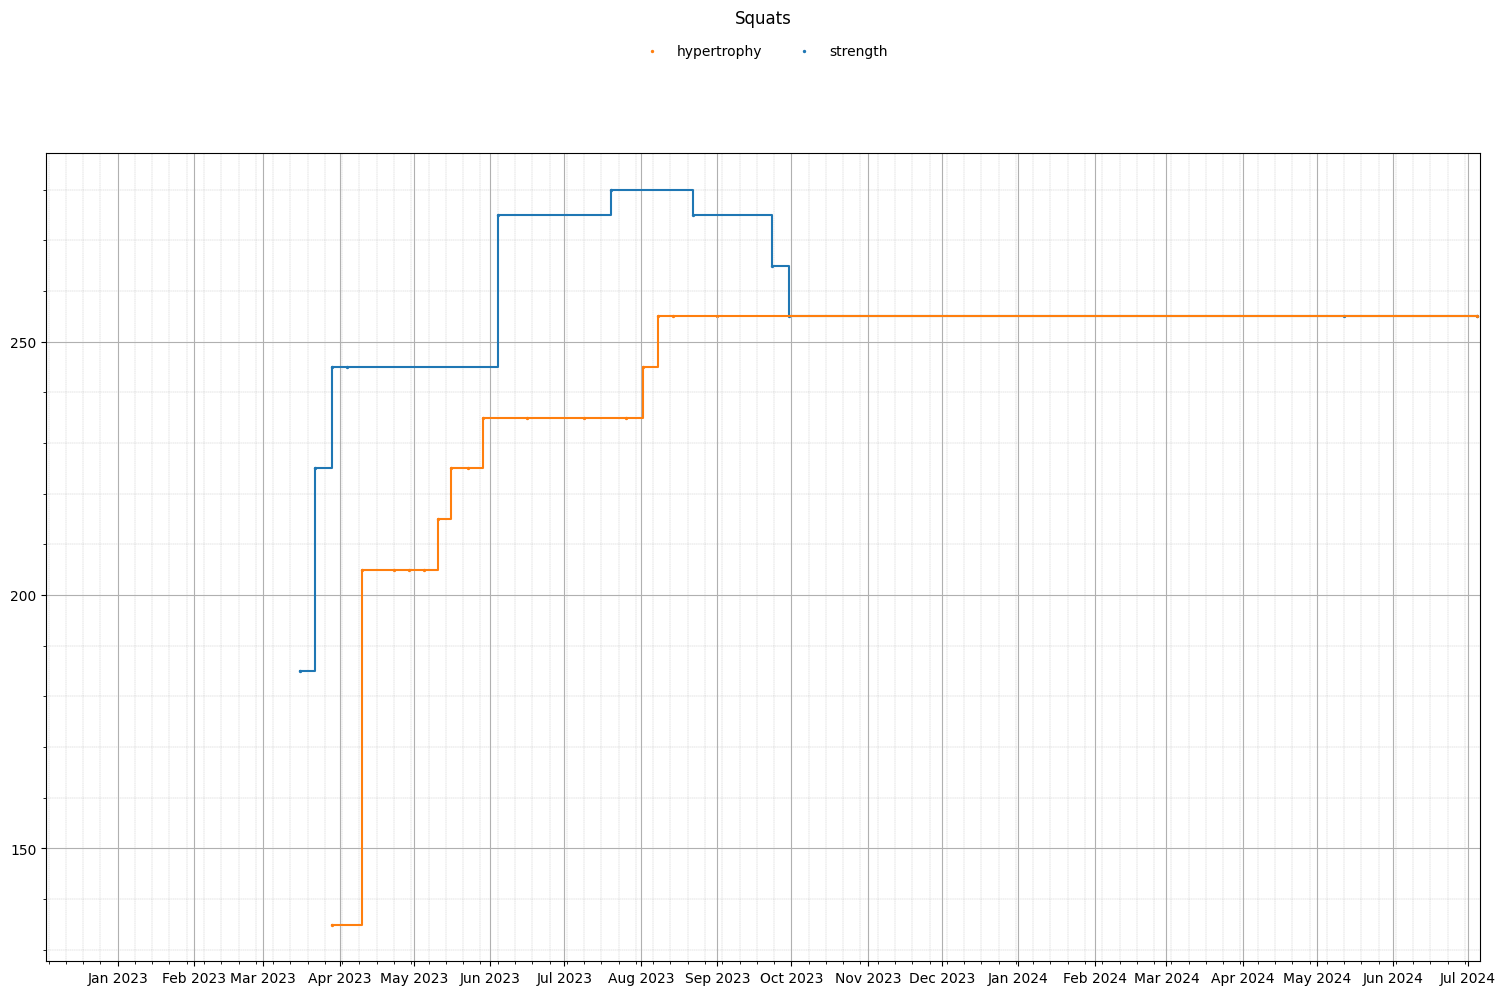 Squats
hypertrophy strength
250
200
150
Jan 2023 Feb 2023 Mar 2023 Apr 2023 May 2023 Jun 2023 Jul 2023 Aug 2023 Sep 2023 Oct 2023 Nov 2023 Dec 2023 Jan 2024 Feb 2024 Mar 2024 Apr 2024 May 2024 Jun 2024 Jul 2024